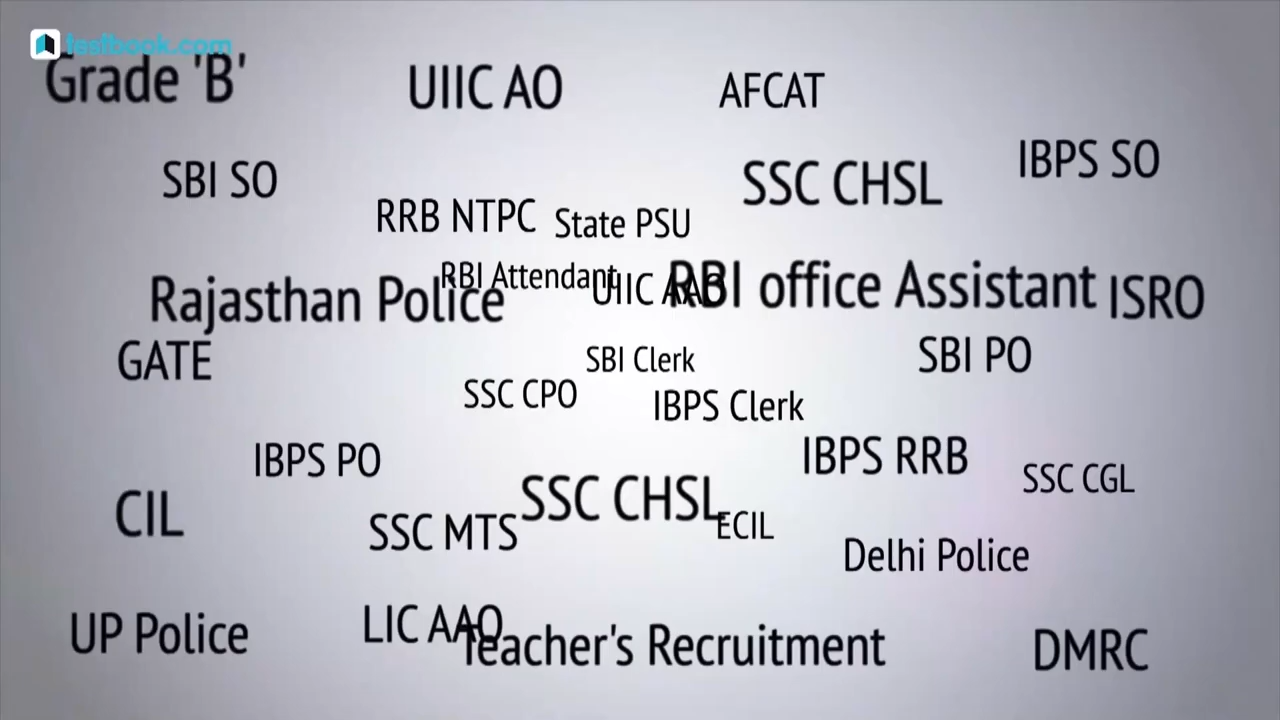 testbook.com
Grade 'B'
UIIC AO
AFCAT
SBI SO
SSC CHSL
IBPS SO
RRB NTPC
State PSU
RBI Attendant
UIIC AAO
Rajasthan Police
RBI office Assistant
ISRO
GATE
SBI Clerk
SBI PO
SSC CPO
IBPS Clerk
IBPS PO
IBPS RRB
SSC CGL
CIL
SSC CHSL
SSC MTS
ECIL
Delhi Police
UP Police
LIC AAO
Teacher's Recruitment
DMRC